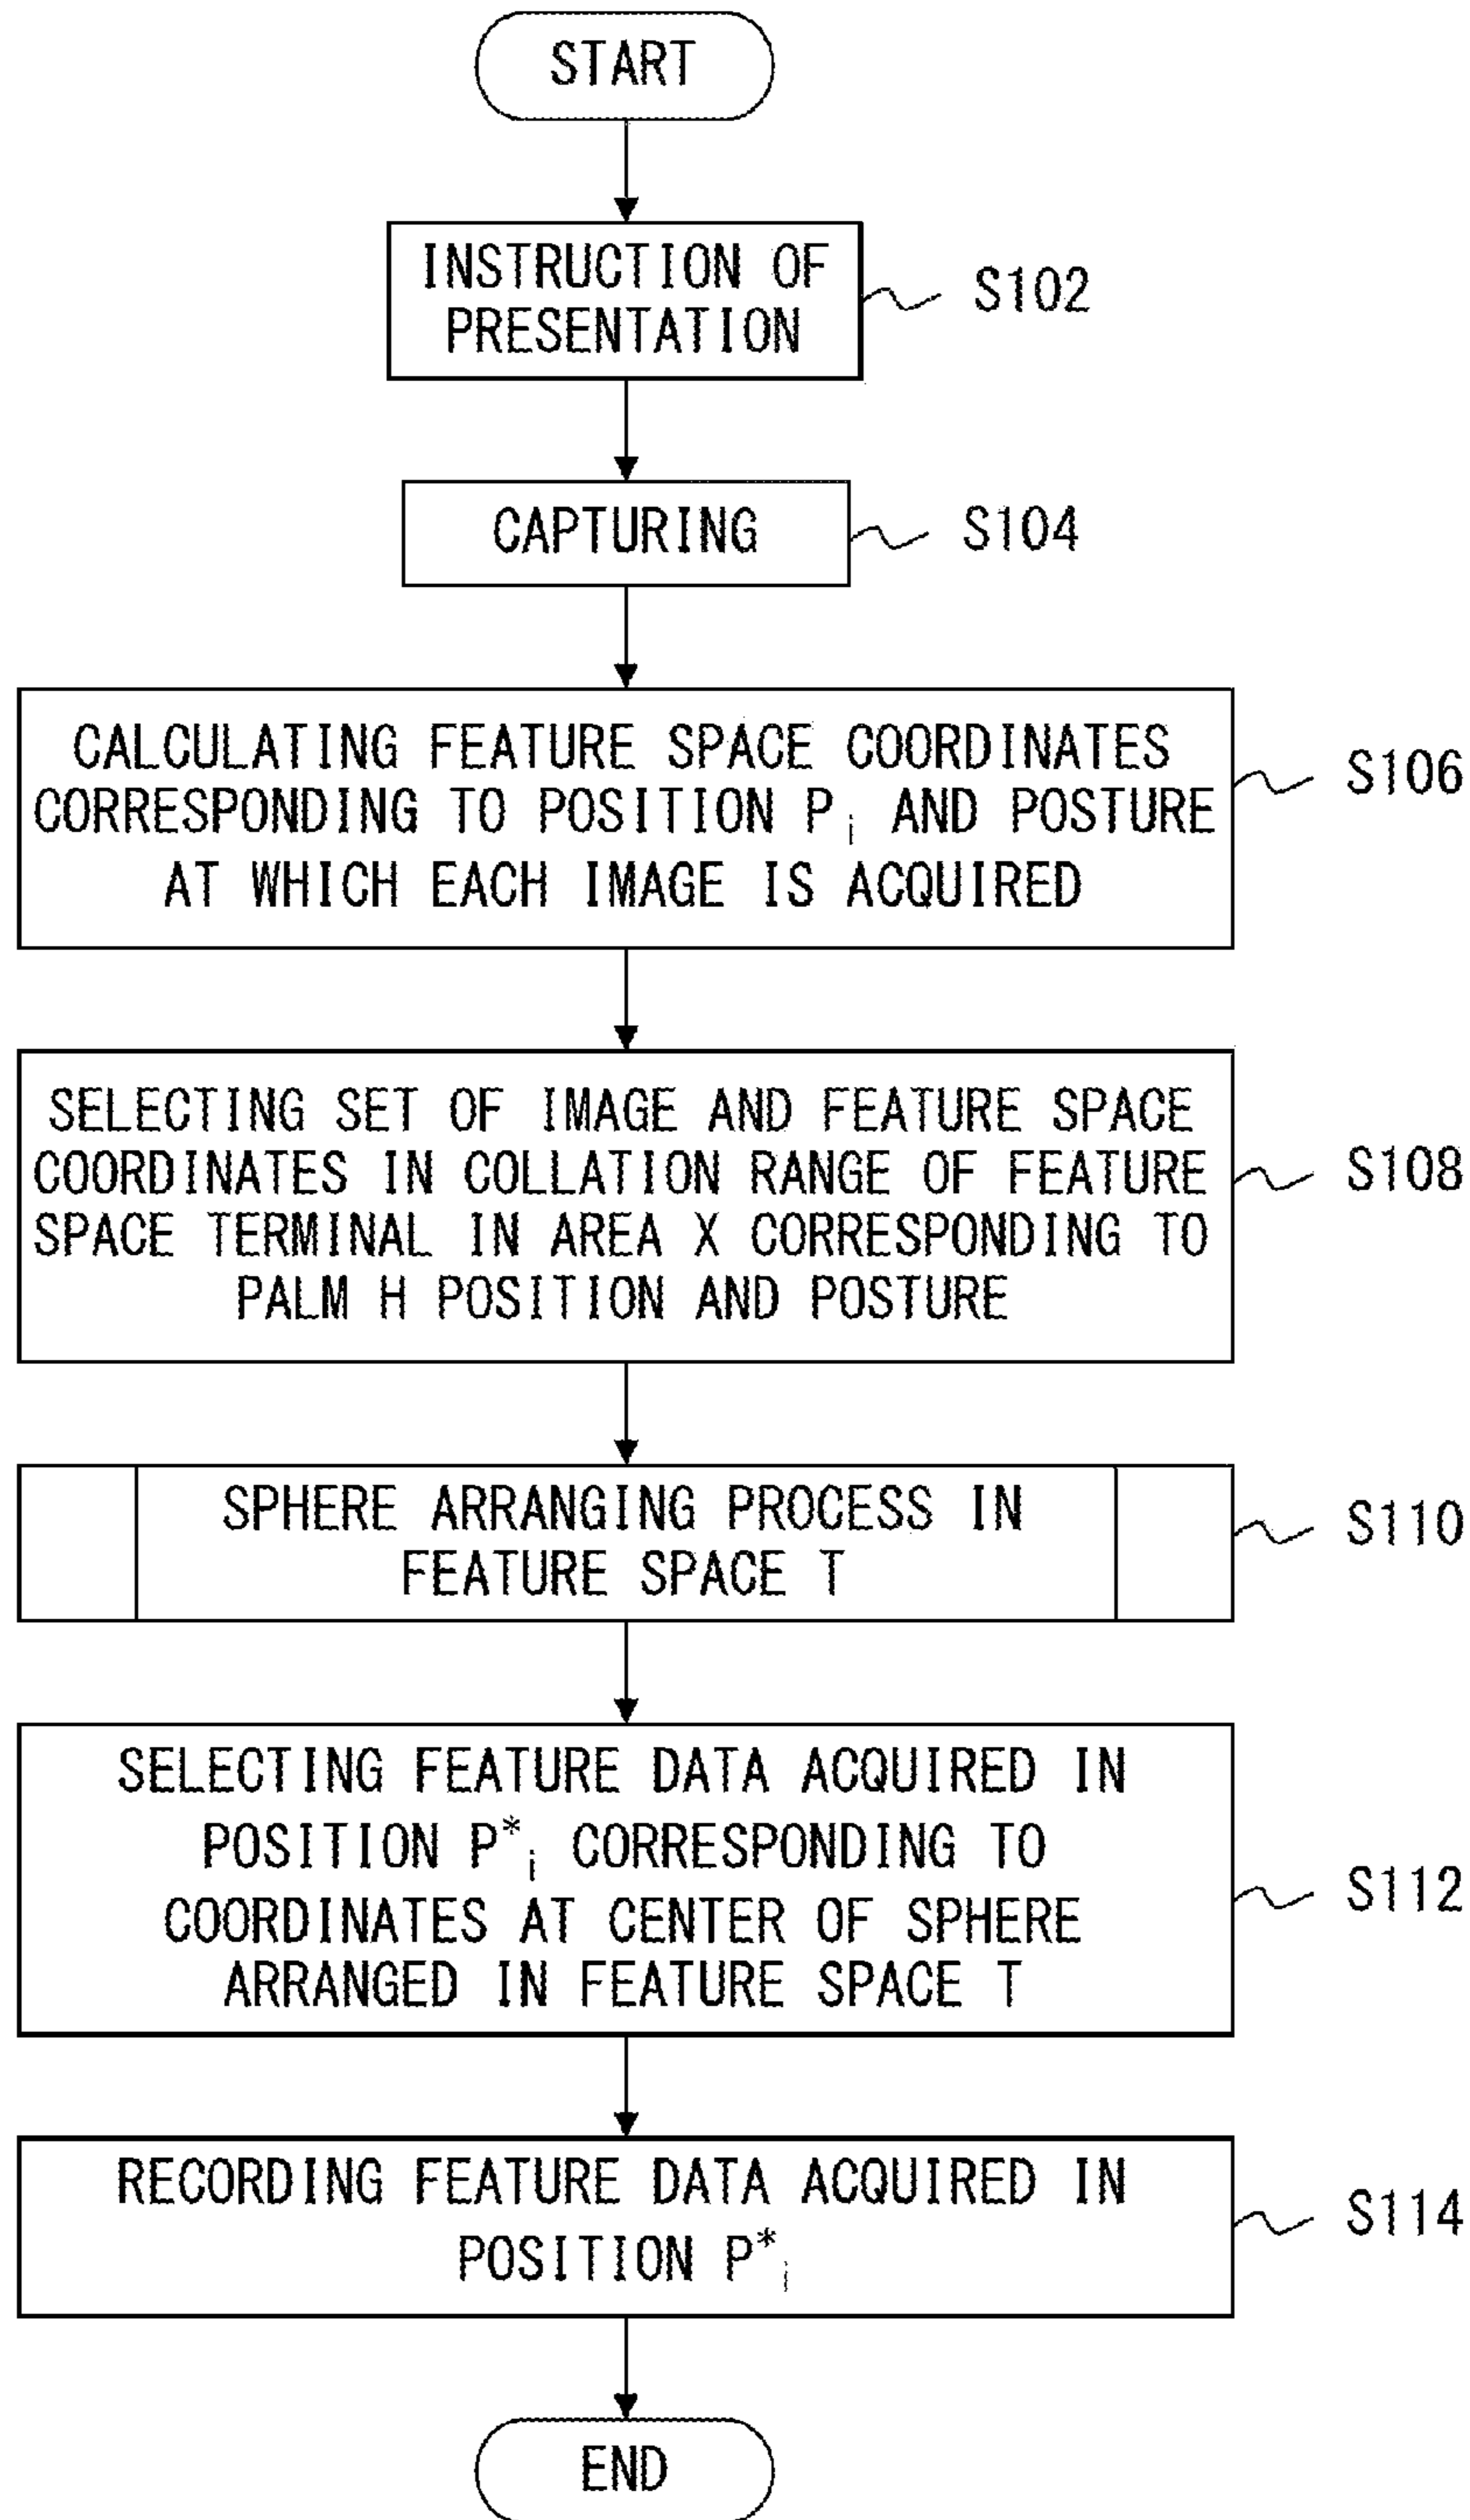 START
INSTRUCTION OF
PRESENTATION
S102
CAPTURING
S104
CALCULATING FEATURE SPACE COORDINATES
CORRESPONDING TO POSITION P i AND POSTURE
AT WHICH EACH IMAGE IS ACQUIRED
S106
SELECTING SET OF IMAGE AND FEATURE SPACE
COORDINATES IN COLLATION RANGE OF FEATURE
SPACE TERMINAL IN AREA X CORRESPONDING TO
PALM H POSITION AND POSTURE
S108
SPHERE ARRANGING PROCESS IN
FEATURE SPACE T
S110
SELECTING FEATURE DATA ACQUIRED IN
POSITION P* i CORRESPONDING TO
COORDINATES AT CENTER OF SPHERE
ARRANGED IN FEATURE SPACE T
S112
RECORDING FEATURE DATA ACQUIRED IN
POSITION P* i
S114
END